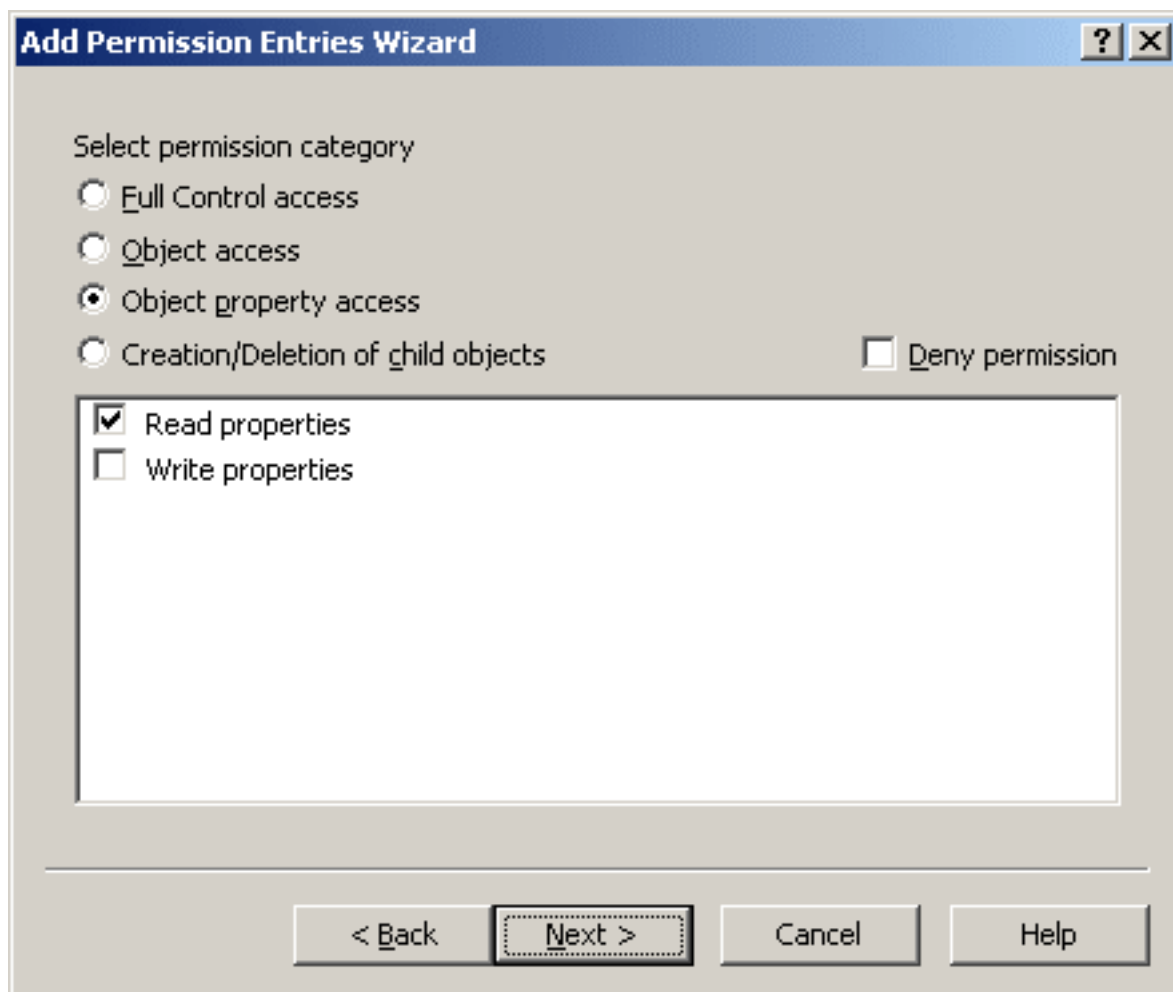 Add Permission Entries Wizard
Select permission category
Full Control access
Object access
Object property access
Creation/Deletion of child objects
Deny permission
Read properties
Write properties
< Back
Next >
Cancel
Help